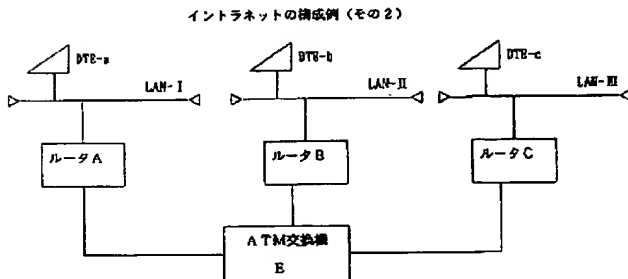 イントラネットの構成例（その２）
DTE-a
DTE-b
DTE-c
LAN-I
LAN-II
LAN-III
ルータA
ルータB
ルータC
ATM交換機
E